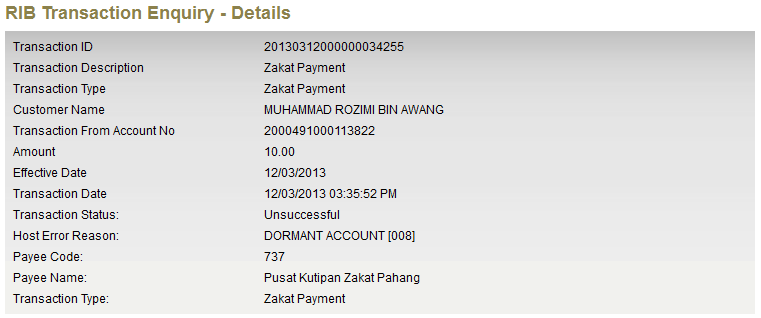 RIB Transaction Enquiry - Details
Transaction ID 20130312000000034255
Transaction Description Zakat Payment
Transaction Type Zakat Payment
Customer Name MUHAMMAD ROZIMI BIN AWANG
Transaction From Account No 2000491000113822
Amount 10.00
Effective Date 12/03/2013
Transaction Date 12/03/2013 03:35:52 PM
Transaction Status: Unsuccessful
Host Error Reason: DORMANT ACCOUNT [008]
Payee Code: 737
Payee Name: Pusat Kutipan Zakat Pahang
Transaction Type: Zakat Payment